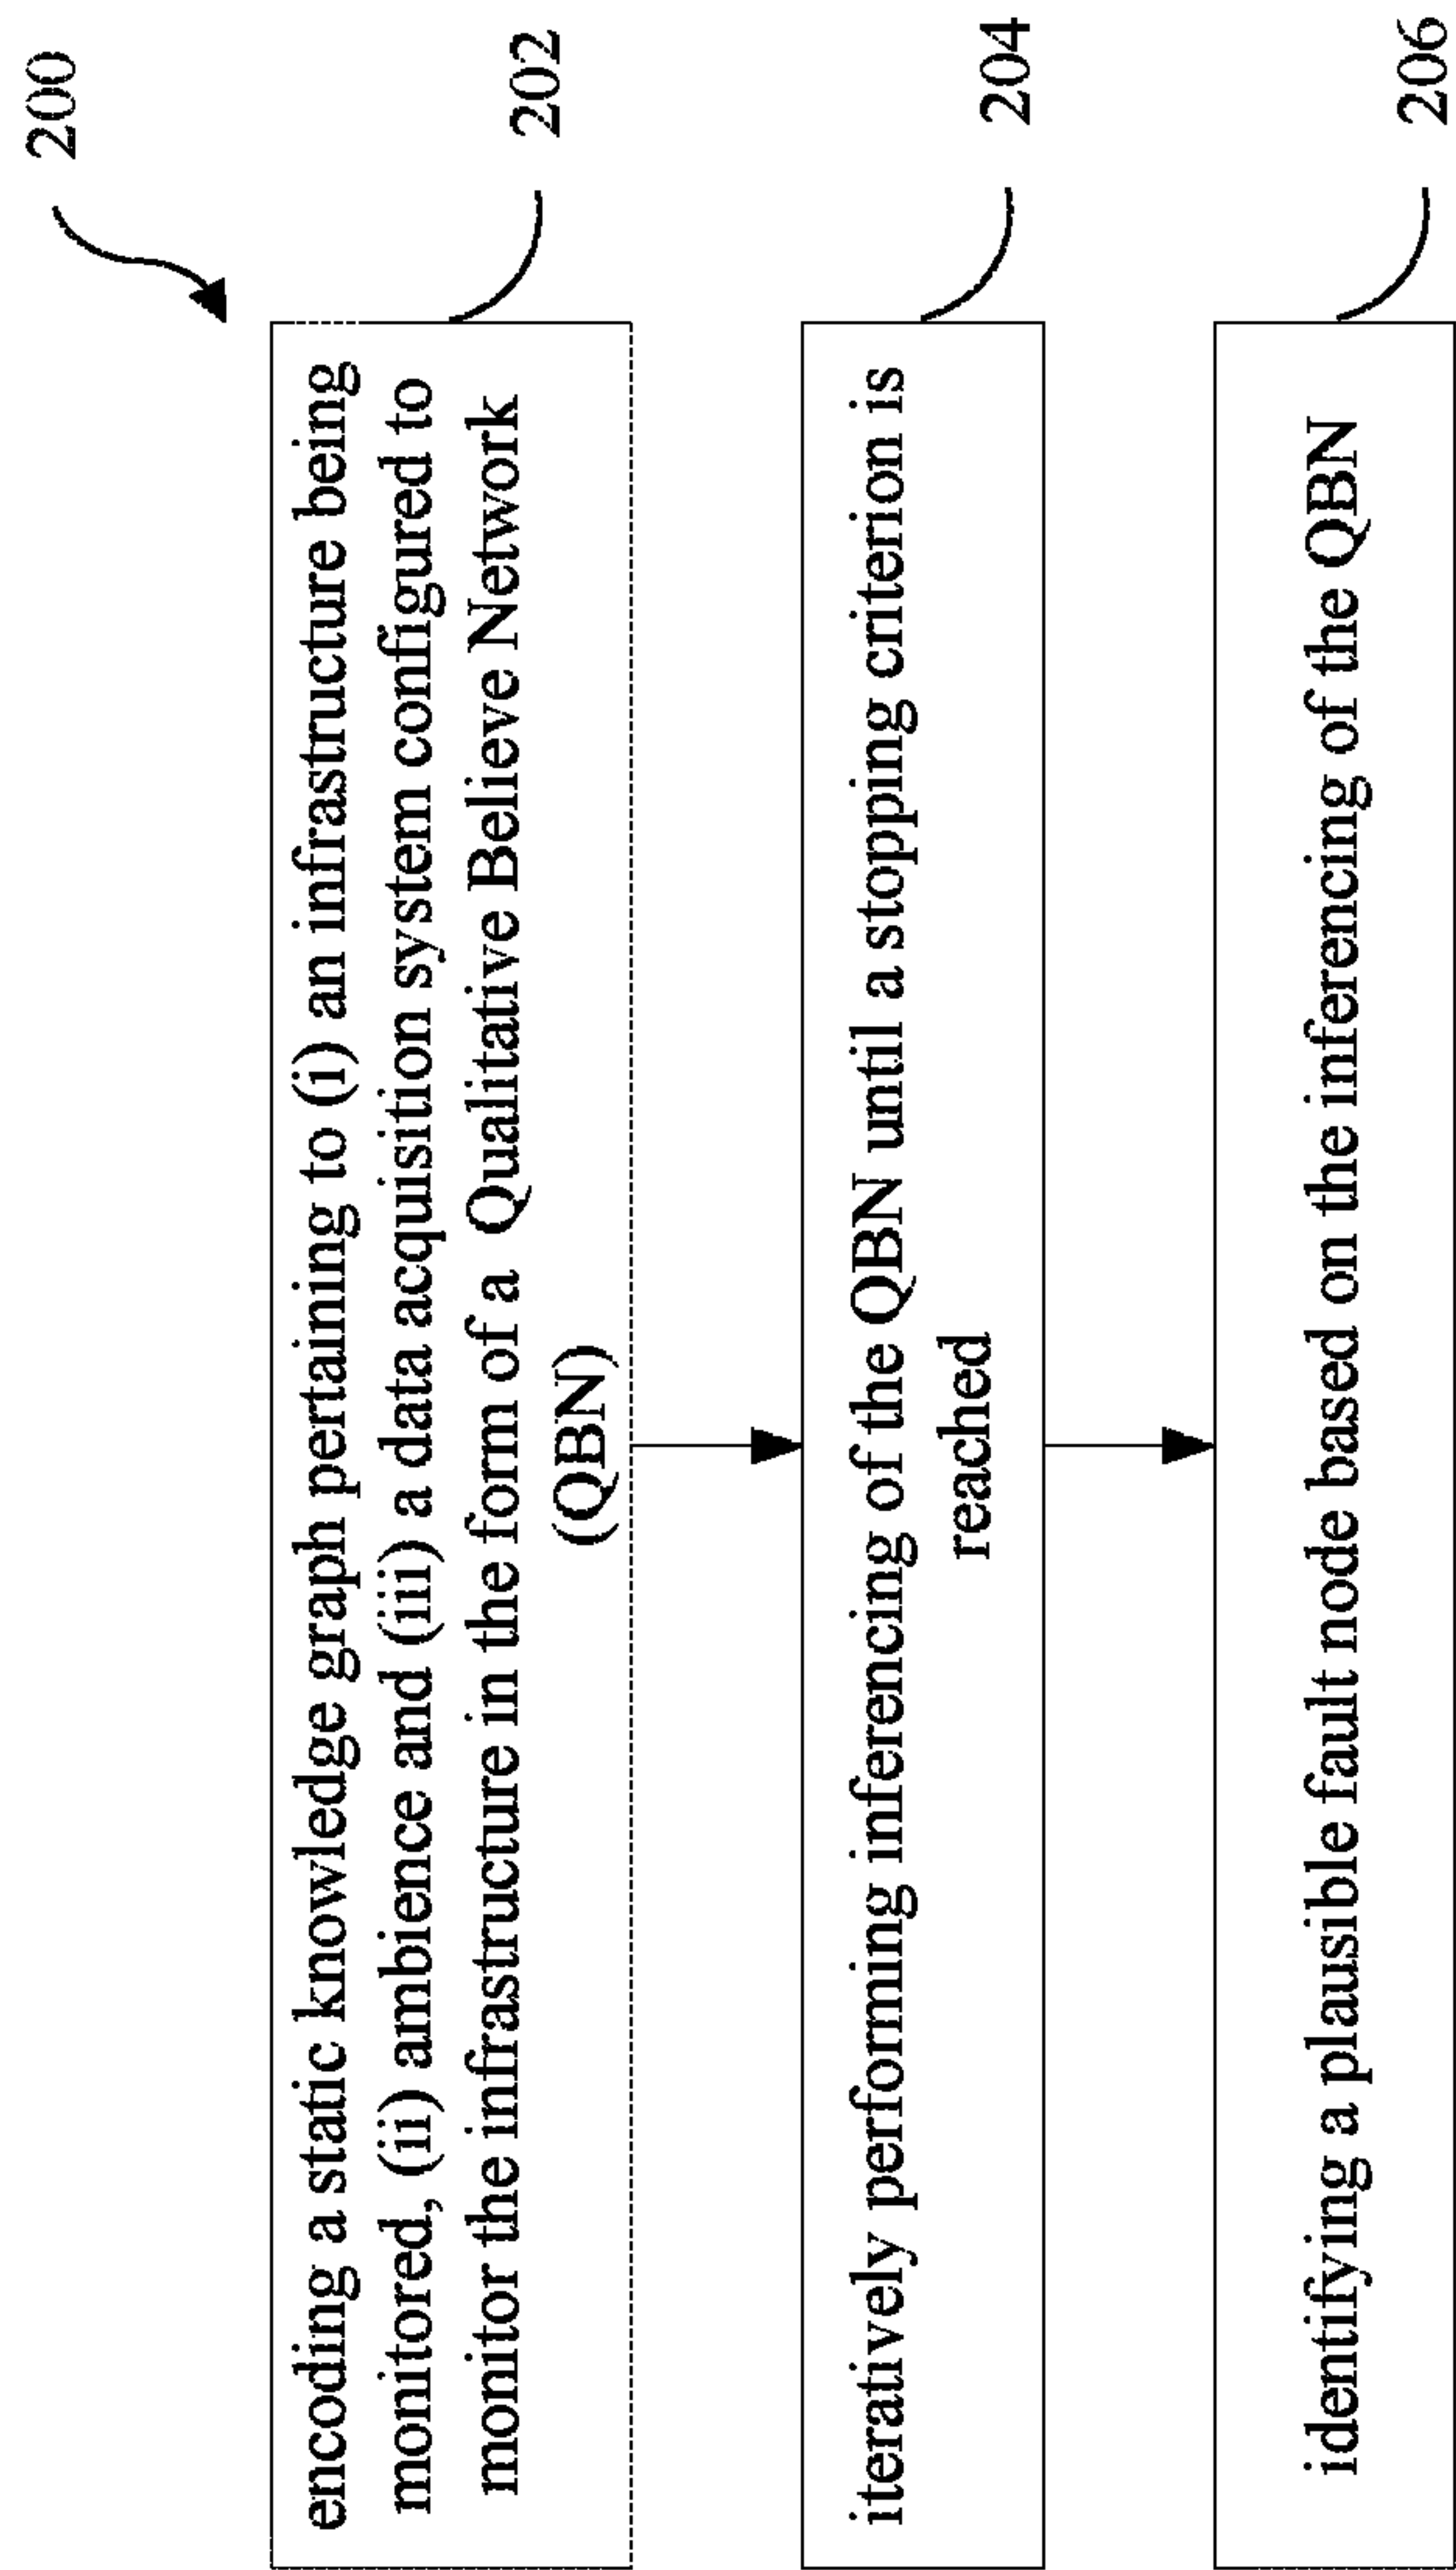 200
encoding a static knowledge graph pertaining to (i) an infrastructure being
monitored, (ii) ambience and (iii) a data acquisition system configured to
monitor the infrastructure in the form of a Qualitative Believe Network
(QBN)
202
iteratively performing inferencing of the QBN until a stopping criterion is
reached
204
identifying a plausible fault node based on the inferencing of the QBN
206